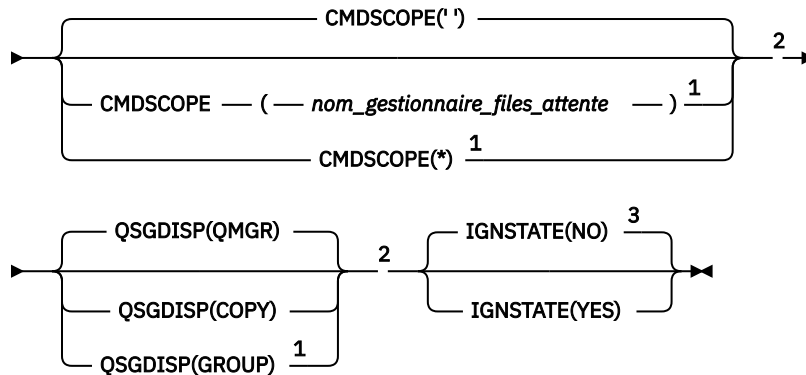 CMDSCOPE(' ')
2
CMDSCOPE ( nom_gestionnaire_files_attente ) 1
CMDSCOPE(*) 1
QSGDISP(QMGR)
2
QSGDISP(COPY)
QSGDISP(GROUP) 1
IGNSTATE(NO) 3
IGNSTATE(YES)